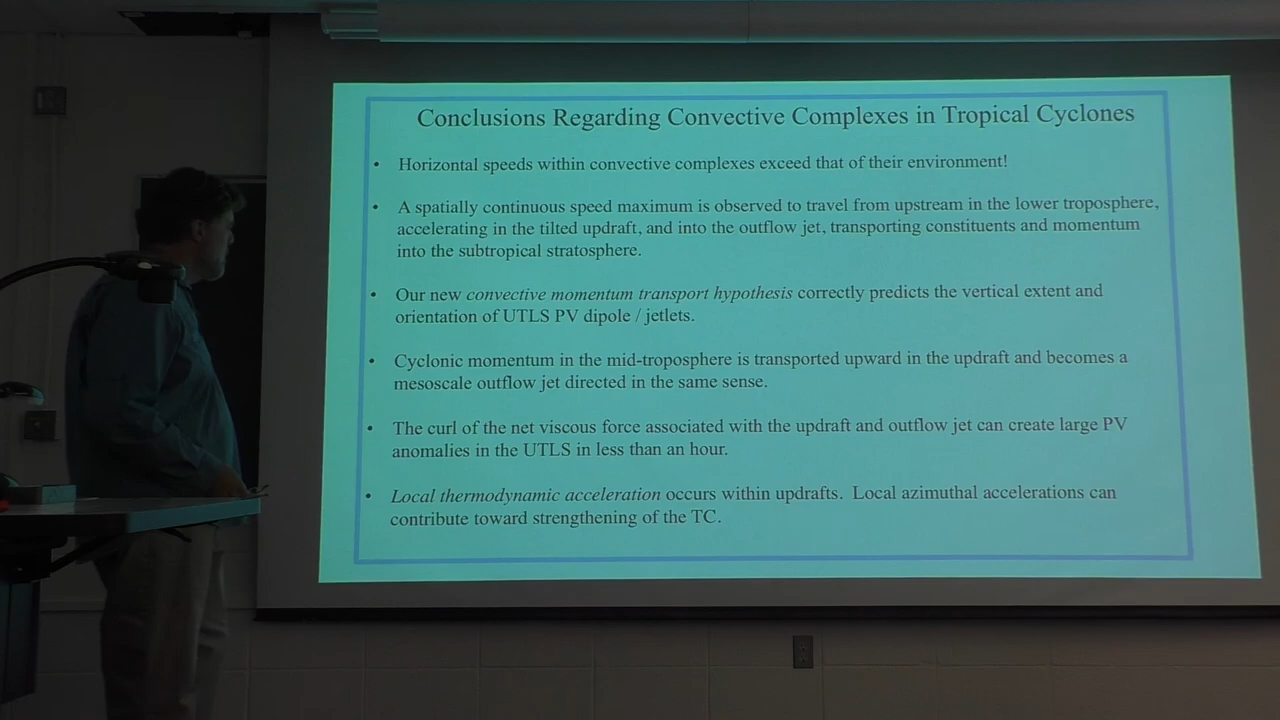 Conclusions Regarding Convective Complexes in Tropical Cyclones
• Horizontal speeds within convective complexes exceed that of their environment!
• A spatially continuous speed maximum is observed to travel from upstream in the lower troposphere,
accelerating in the tilted updraft, and into the outflow jet, transporting constituents and momentum
into the subtropical stratosphere.
• Our new convective momentum transport hypothesis correctly predicts the vertical extent and
orientation of UTLS PV dipole / jetlets.
• Cyclonic momentum in the mid-troposphere is transported upward in the updraft and becomes a
mesoscale outflow jet directed in the same sense.
• The curl of the net viscous force associated with the updraft and outflow jet can create large PV
anomalies in the UTLS in less than an hour.
• Local thermodynamic acceleration occurs within updrafts. Local azimuthal accelerations can
contribute toward strengthening of the TC.